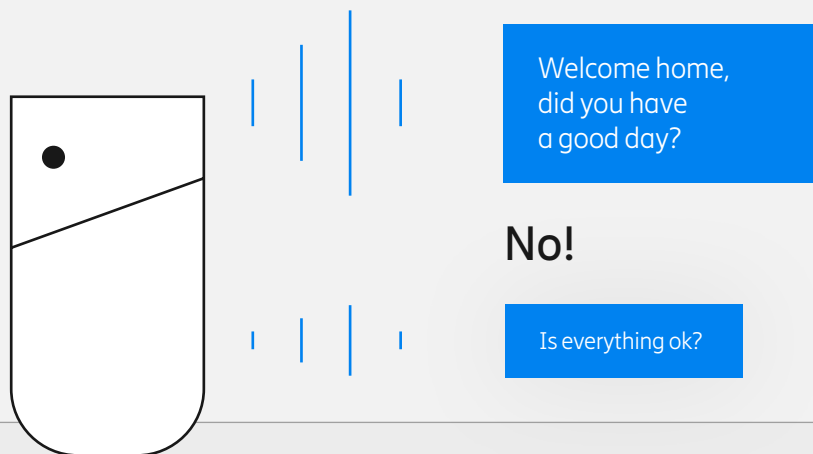 Welcome home,
did you have
a good day?
No!
Is everything ok?